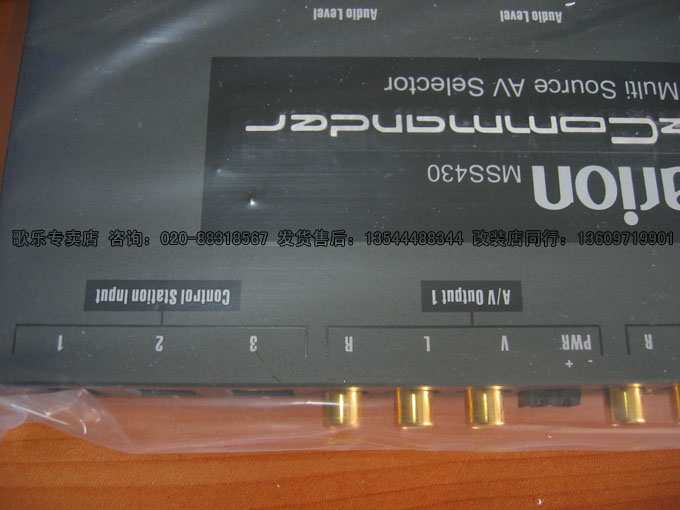 Audio Level Audio Level
Multi Source AV Selector
eCommander
arion MSS430
歌乐专卖店 咨询: 020-88318567 发货售后: 13544488344 改装店同行: 13609719901
Control Station Input A/V Output 1
1 2 3 R L V PWR R
+ -